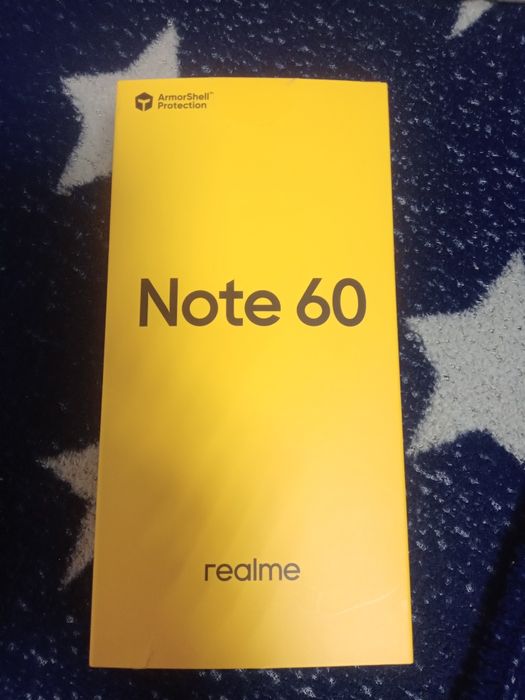 ArmorShell™
Protection
Note 60
realme